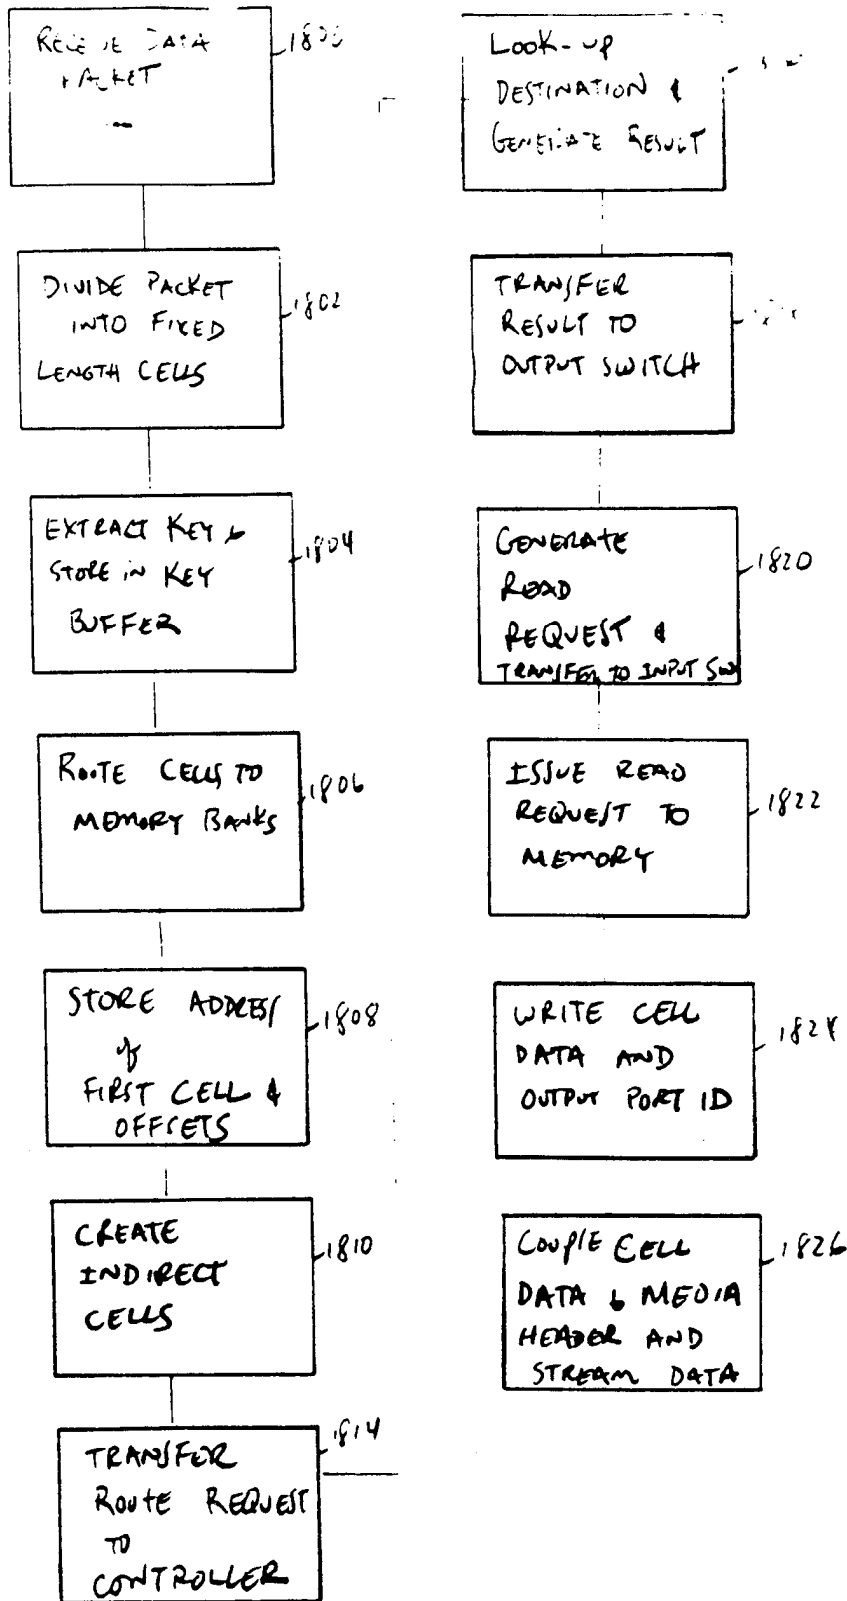 RECEIVE DATA
PACKET
1800
DIVIDE PACKET
INTO FIXED
LENGTH CELLS
1802
EXTRACT KEY &
STORE IN KEY
BUFFER
1804
ROUTE CELLS TO
MEMORY BANKS
1806
STORE ADDRESS
of
FIRST CELL &
OFFSETS
1808
CREATE
INDIRECT
CELLS
1810
TRANSFER
ROUTE REQUEST
TO
CONTROLLER
1814
LOOK-UP
DESTINATION &
GENERATE RESULT
TRANSFER
RESULT TO
OUTPUT SWITCH
GENERATE
READ
REQUEST &
TRANSFER TO INPUT SW
1820
ISSUE READ
REQUEST TO
MEMORY
1822
WRITE CELL
DATA AND
OUTPUT PORT ID
1824
COUPLE CELL
DATA & MEDIA
HEADER AND
STREAM DATA
1826